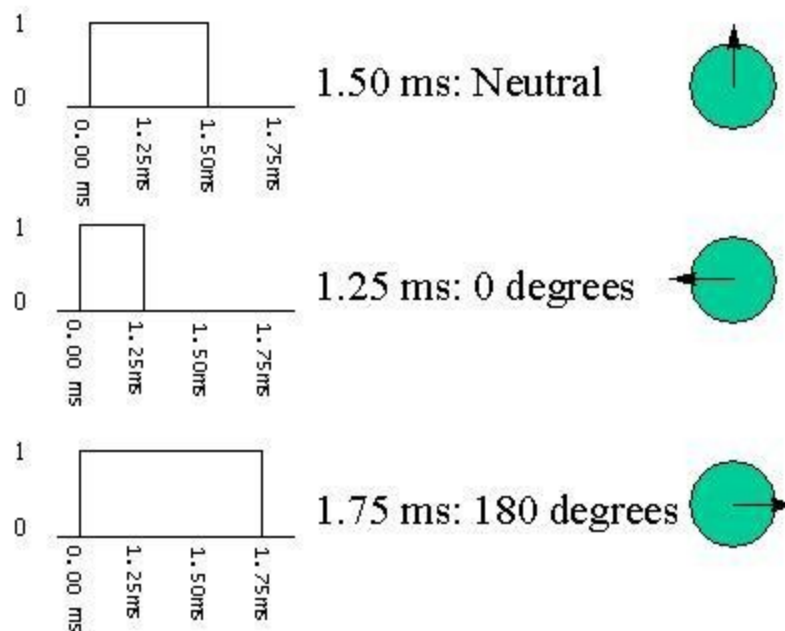 1
0
0.00 ms
1.25ms
1.50ms
1.75ms
1.50 ms: Neutral
1
0
0.00 ms
1.25ms
1.50ms
1.75ms
1.25 ms: 0 degrees
1
0
0.00 ms
1.25ms
1.50ms
1.75ms
1.75 ms: 180 degrees